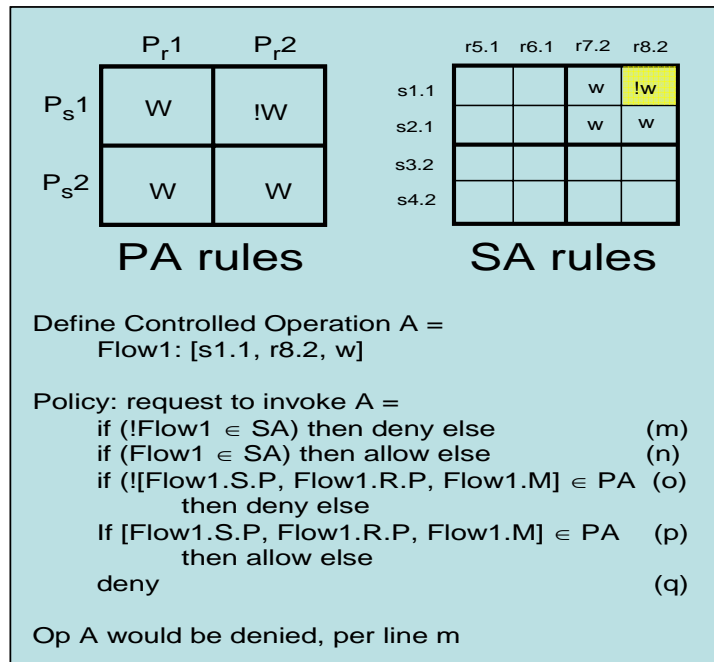 Pr1 Pr2
r5.1 r6.1 r7.2 r8.2
Ps1 W !W
s1.1 w !w
s2.1 w w
Ps2 W W
s3.2
s4.2
PA rules
SA rules
Define Controlled Operation A =
Flow1: [s1.1, r8.2, w]
Policy: request to invoke A =
if (!Flow1 ∈ SA) then deny else (m)
if (Flow1 ∈ SA) then allow else (n)
if (![Flow1.S.P, Flow1.R.P, Flow1.M] ∈ PA (o)
then deny else
If [Flow1.S.P, Flow1.R.P, Flow1.M] ∈ PA (p)
then allow else
deny (q)
Op A would be denied, per line m